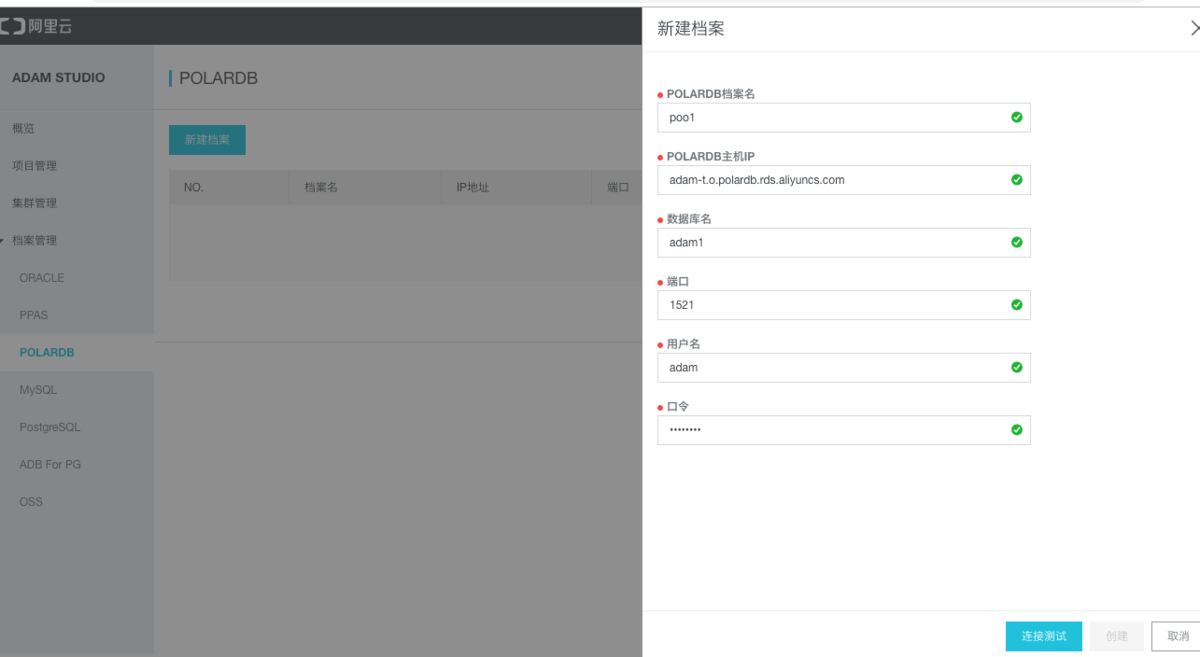 阿里云
ADAM STUDIO
概览
项目管理
集群管理
档案管理
ORACLE
PPAS
POLARDB
MySQL
PostgreSQL
ADB For PG
OSS
POLARDB
新建档案
NO. 档案名 IP地址 端口
新建档案
POLARDB档案名
poo1
POLARDB主机IP
adam-t.o.polardb.rds.aliyuncs.com
数据库名
adam1
端口
1521
用户名
adam
口令
••••••••
连接测试 创建 取消